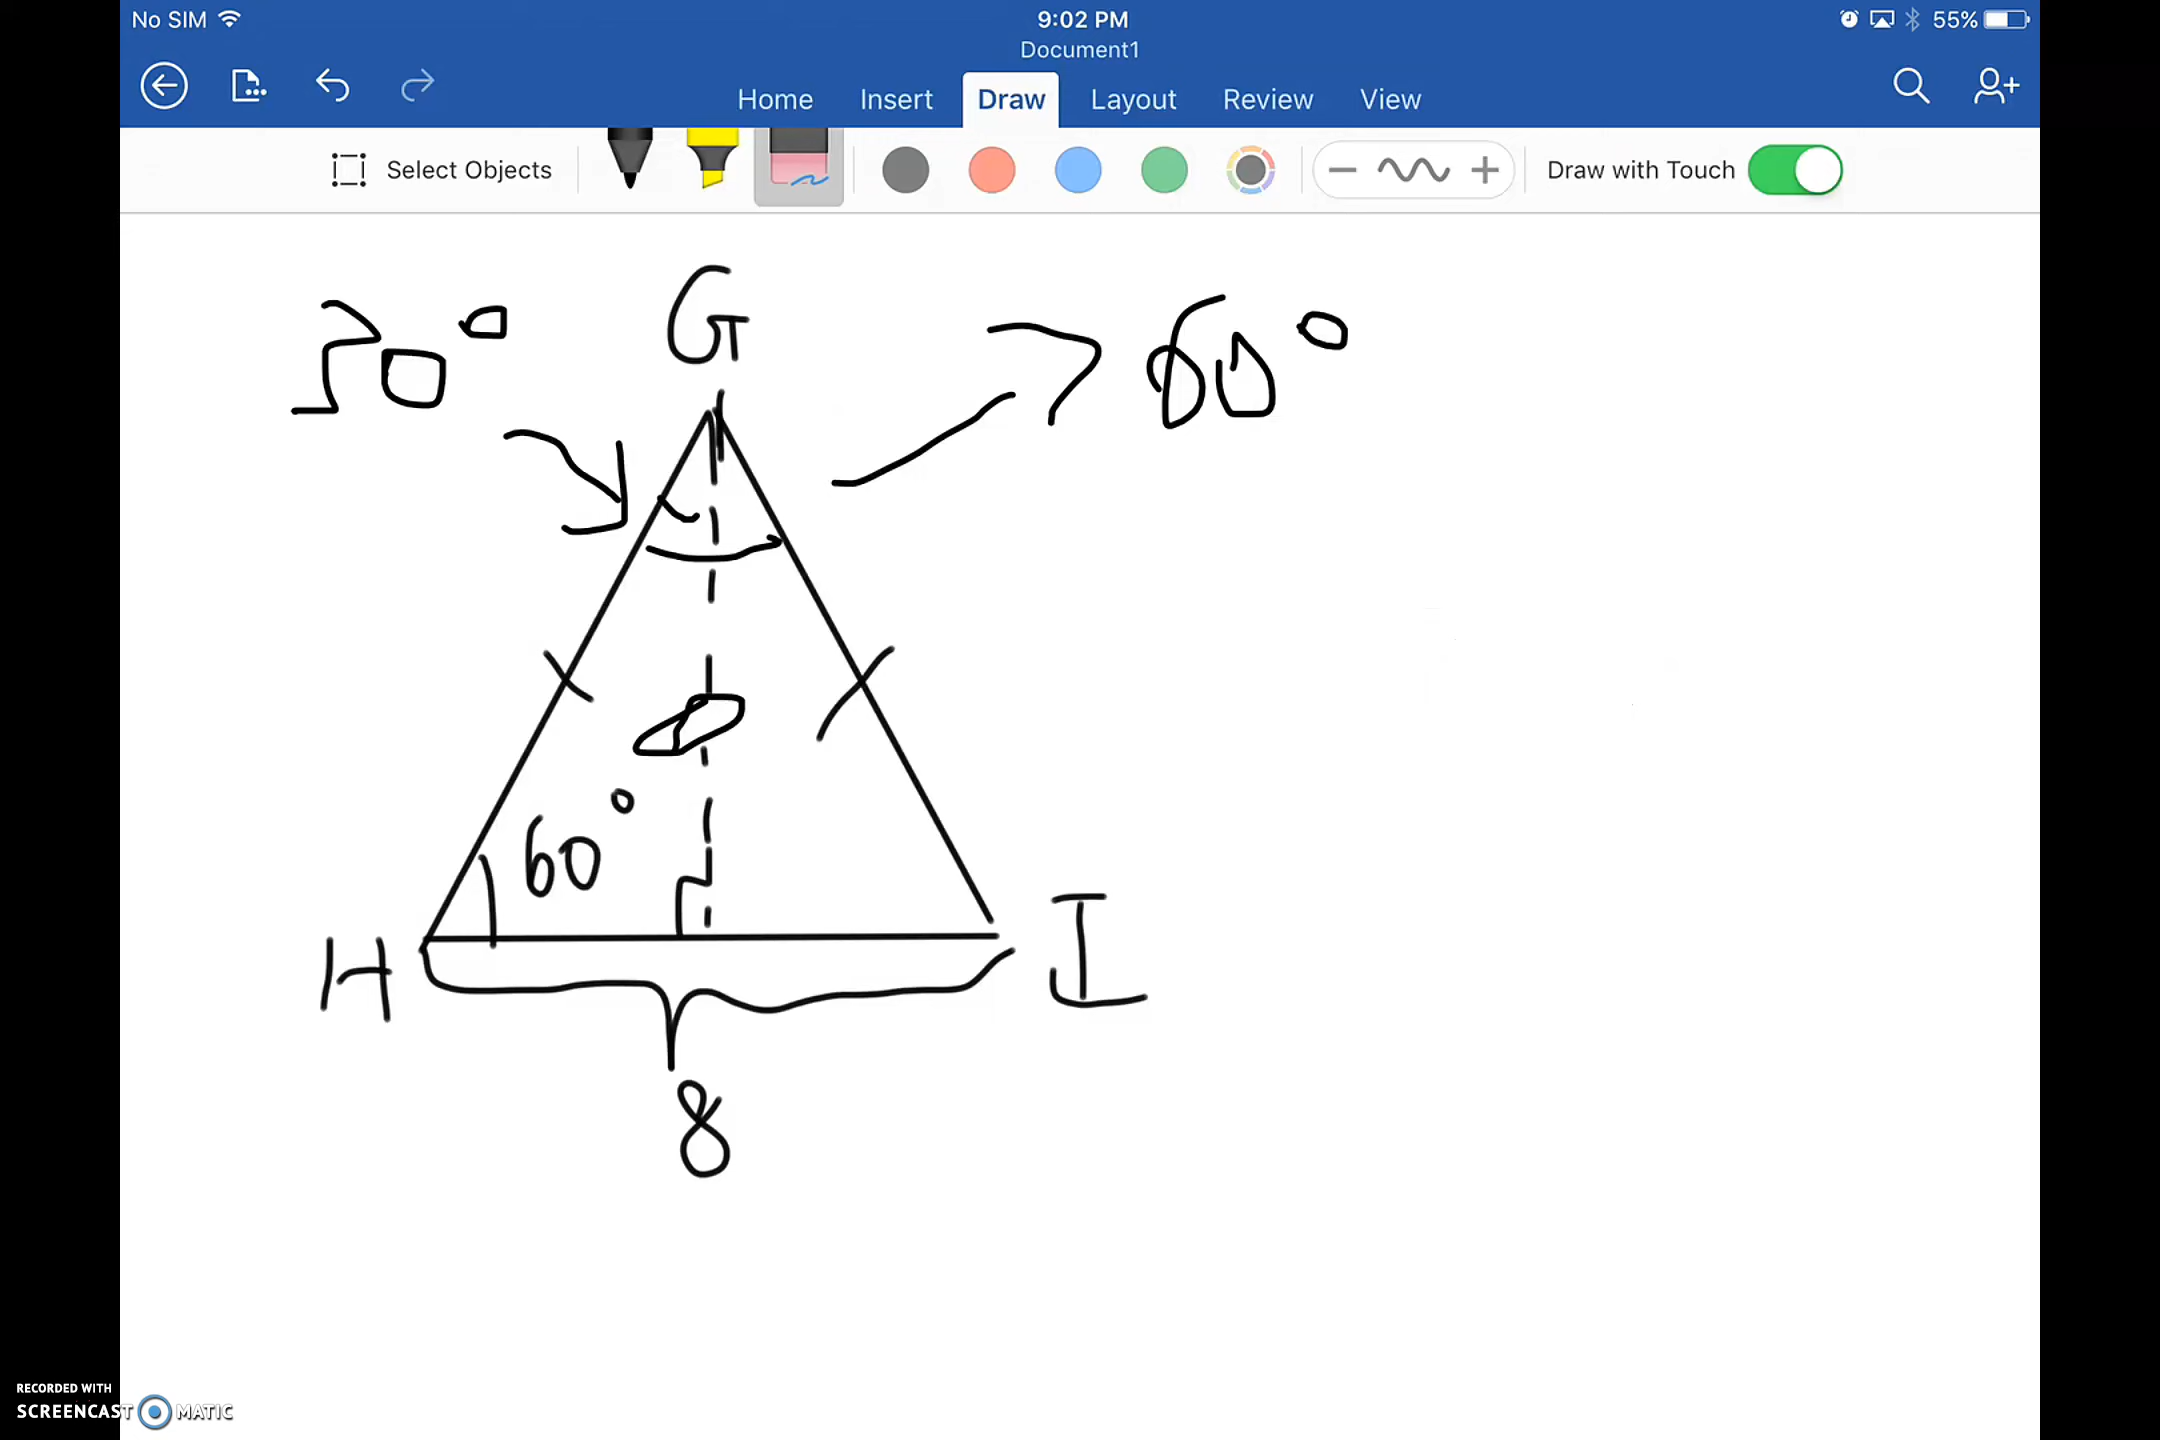 No SIM 9:02 PM 55%
Document1
Home Insert Draw Layout Review View
Select Objects Draw with Touch
30° G 60°
a
60°
H I
8
RECORDED WITH
SCREENCAST MATIC